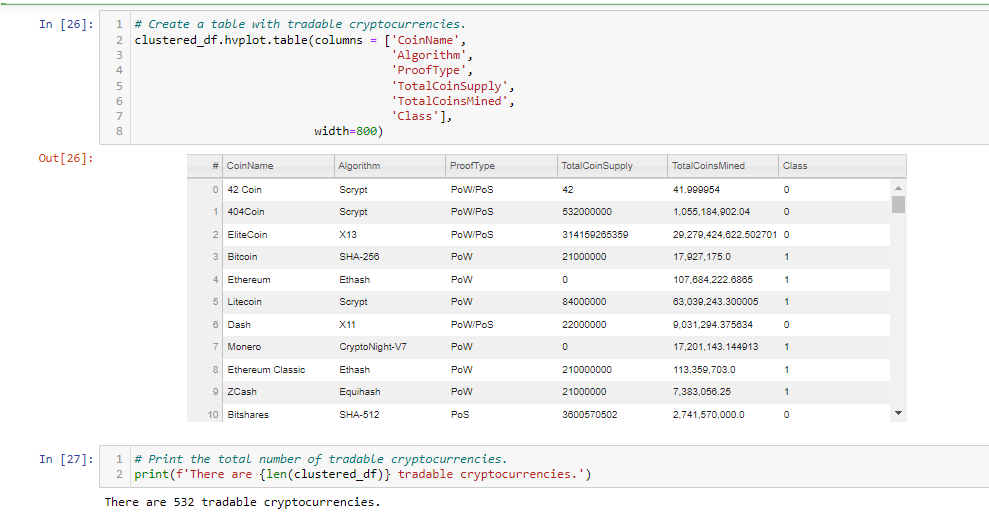 In [26]:
1 # Create a table with tradable cryptocurrencies.
2 clustered_df.hvplot.table(columns = ['CoinName',
3 'Algorithm',
4 'ProofType',
5 'TotalCoinSupply',
6 'TotalCoinsMined',
7 'Class'],
8 width=800)
Out[26]:
# CoinName Algorithm ProofType TotalCoinSupply TotalCoinsMined Class
0 42 Coin Scrypt PoW/PoS 42 41.999954 0
1 404Coin Scrypt PoW/PoS 532000000 1,055,184,902.04 0
2 EliteCoin X13 PoW/PoS 314159265359 29,279,424,622.502701 0
3 Bitcoin SHA-256 PoW 21000000 17,927,175.0 1
4 Ethereum Ethash PoW 0 107,684,222.6865 1
5 Litecoin Scrypt PoW 84000000 63,039,243.300005 1
6 Dash X11 PoW/PoS 22000000 9,031,294.375634 0
7 Monero CryptoNight-V7 PoW 0 17,201,143.144913 1
8 Ethereum Classic Ethash PoW 210000000 113,359,703.0 1
9 ZCash Equihash PoW 21000000 7,383,056.25 1
10 Bitshares SHA-512 PoS 3600570502 2,741,570,000.0 0
In [27]:
1 # Print the total number of tradable cryptocurrencies.
2 print(f'There are {len(clustered_df)} tradable cryptocurrencies.')
There are 532 tradable cryptocurrencies.